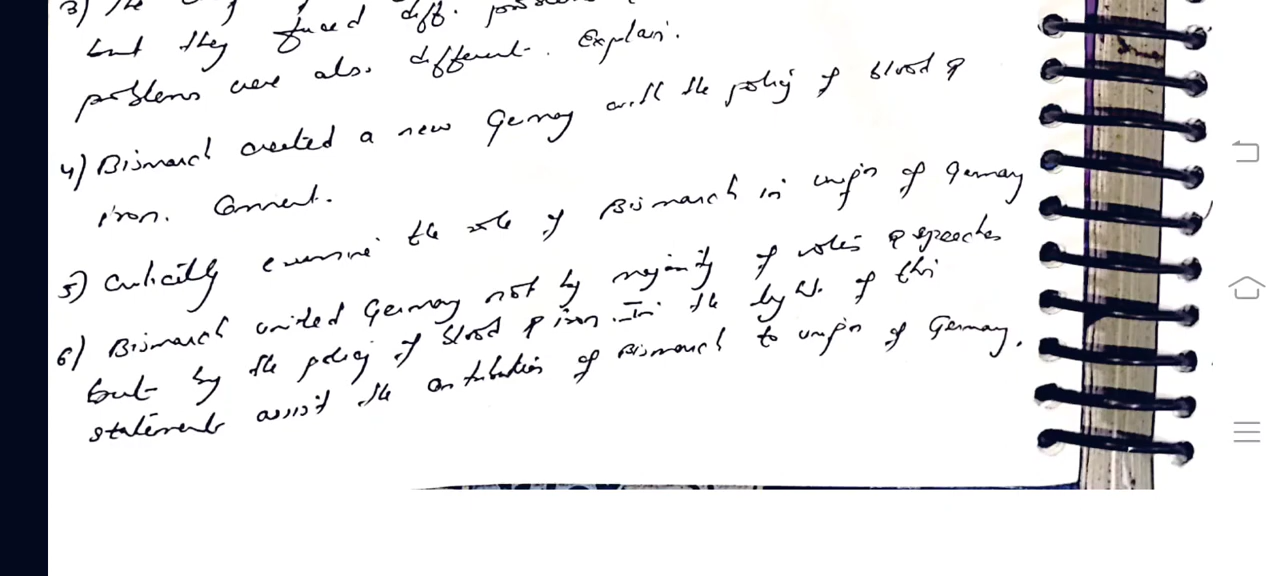 3) The
but they faced diff.
problems were also different. Explain.
4) Bismarck created a new Germany with the policy of blood &
iron. Comment.
5) Critically examine the role of Bismarck in unifn of Germany
6) Bismarck united Germany not by majority of votes & speeches
but by the policy of blood & iron. In the light of this
statement assist the contribution of Bismarck to unifn of Germany.